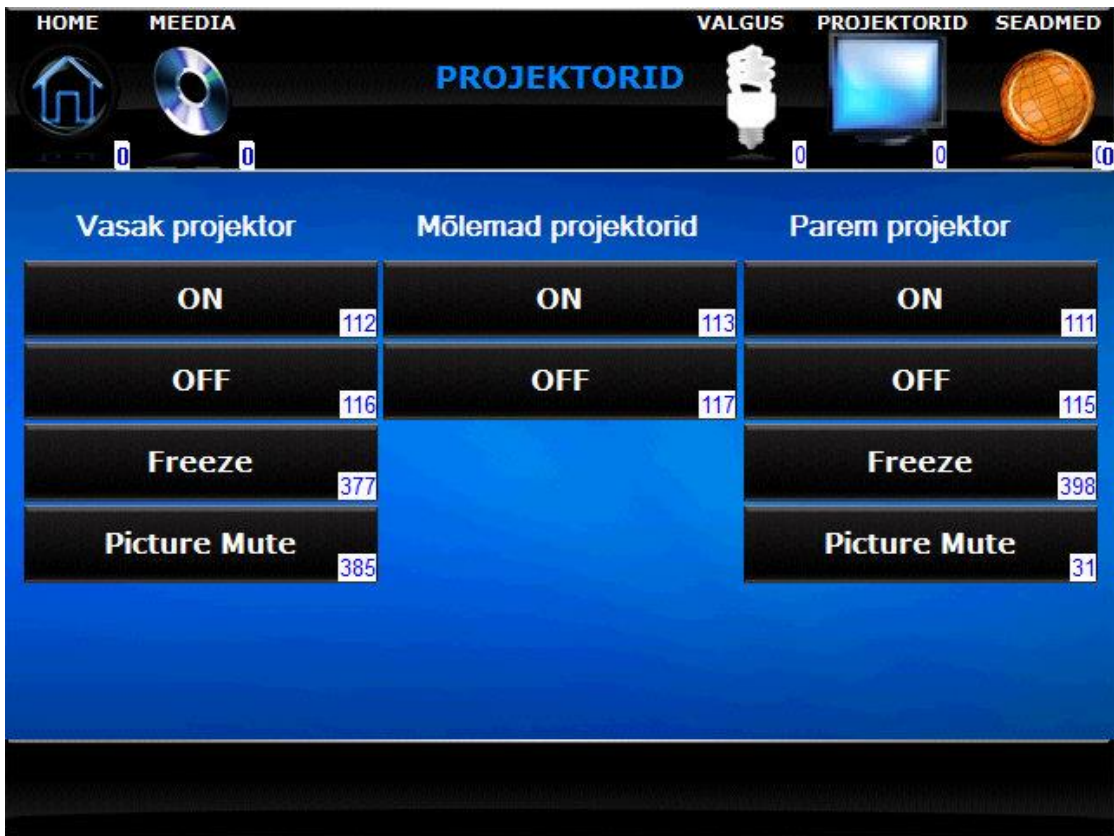 HOME MEEDIA VALGUS PROJEKTORID SEADMED
PROJEKTORID
0 0 0 0 0
Vasak projektor Mõlemad projektorid Parem projektor
ON ON ON
112 113 111
OFF OFF OFF
116 117 115
Freeze Freeze
377 398
Picture Mute Picture Mute
385 31